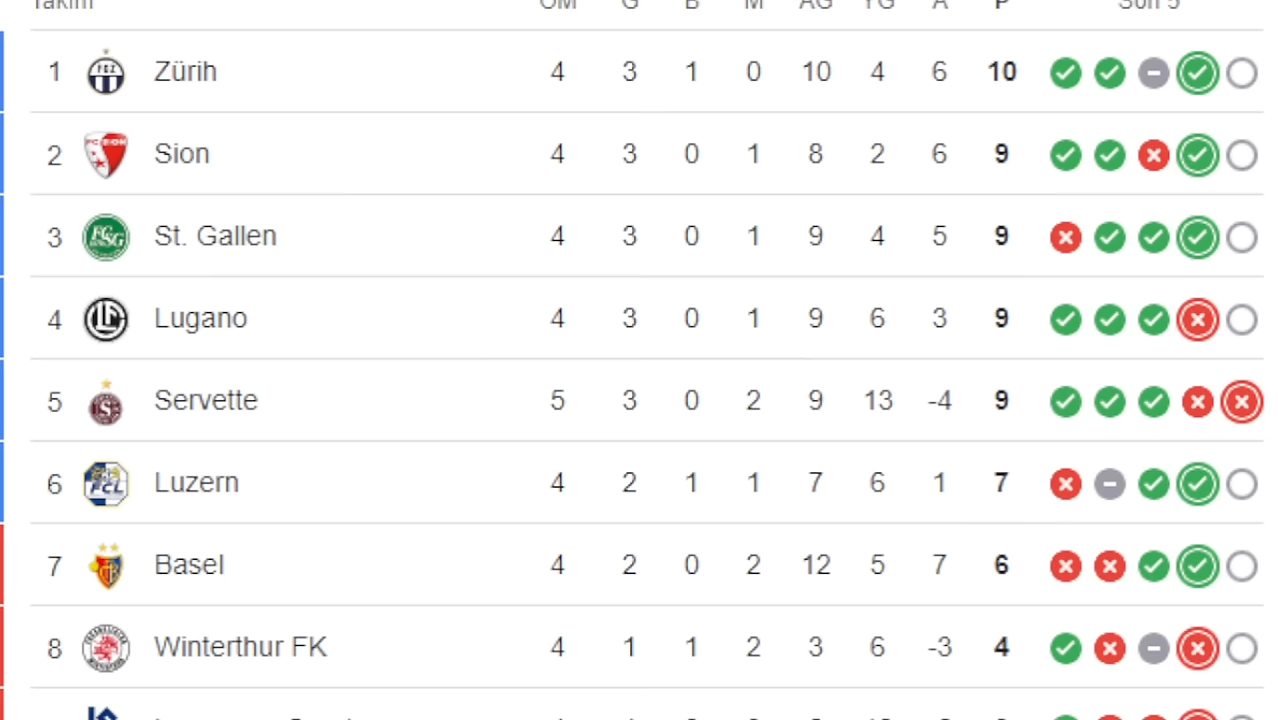 Takım OM G B M AG YG A P Son 5
1 Zürih 4 3 1 0 10 4 6 10
2 Sion 4 3 0 1 8 2 6 9
3 St. Gallen 4 3 0 1 9 4 5 9
4 Lugano 4 3 0 1 9 6 3 9
5 Servette 5 3 0 2 9 13 -4 9
6 Luzern 4 2 1 1 7 6 1 7
7 Basel 4 2 0 2 12 5 7 6
8 Winterthur FK 4 1 1 2 3 6 -3 4